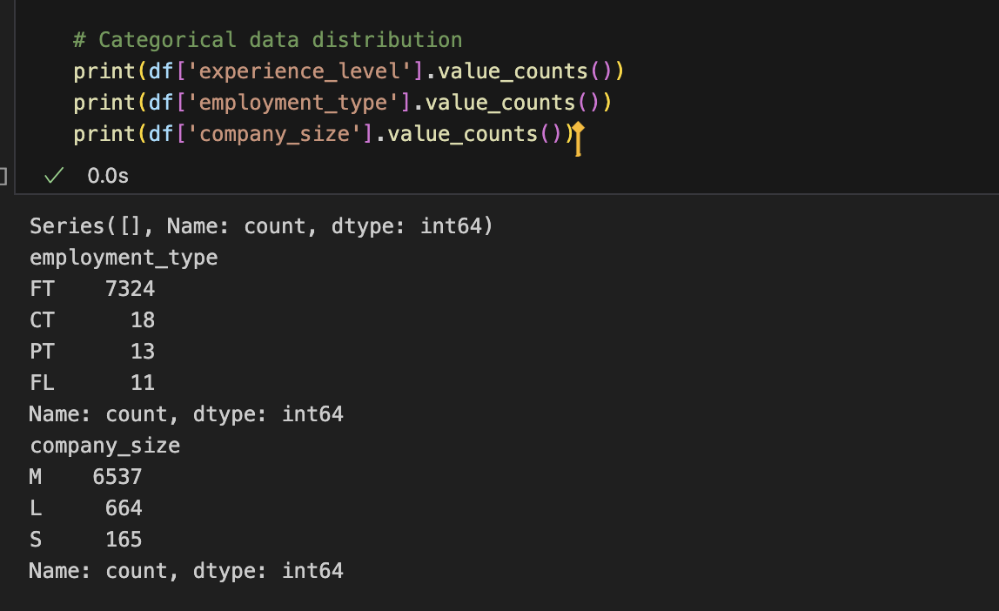 # Categorical data distribution
print(df['experience_level'].value_counts())
print(df['employment_type'].value_counts())
print(df['company_size'].value_counts())
0.0s
Series([], Name: count, dtype: int64)
employment_type
FT    7324
CT      18
PT      13
FL      11
Name: count, dtype: int64
company_size
M    6537
L     664
S     165
Name: count, dtype: int64